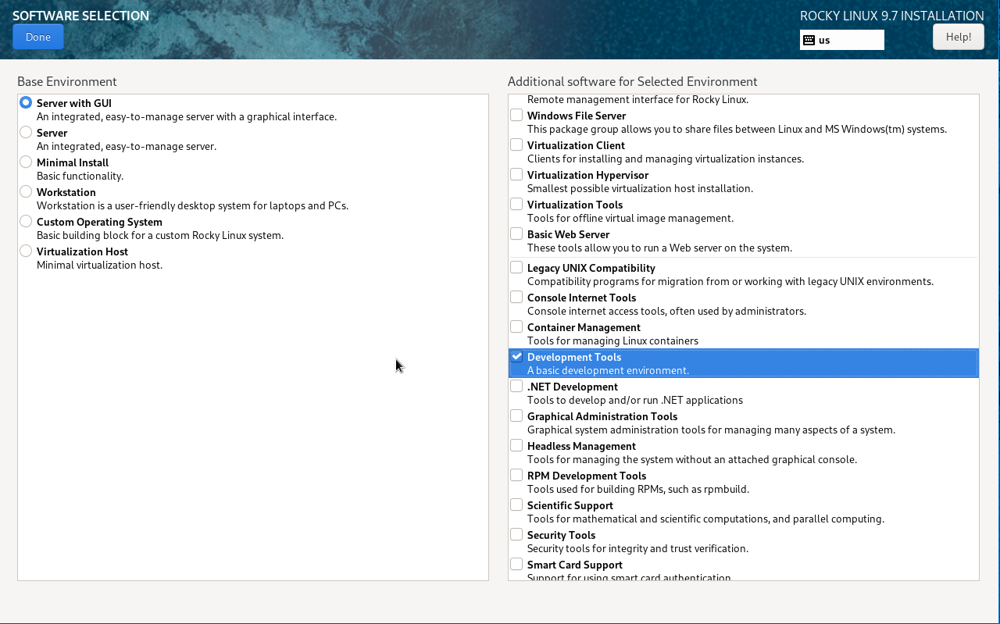 SOFTWARE SELECTION
Done
ROCKY LINUX 9.7 INSTALLATION
us
Help!
Base Environment
Server with GUI
An integrated, easy-to-manage server with a graphical interface.
Server
An integrated, easy-to-manage server.
Minimal Install
Basic functionality.
Workstation
Workstation is a user-friendly desktop system for laptops and PCs.
Custom Operating System
Basic building block for a custom Rocky Linux system.
Virtualization Host
Minimal virtualization host.
Additional software for Selected Environment
Remote management interface for Rocky Linux.
Windows File Server
This package group allows you to share files between Linux and MS Windows(tm) systems.
Virtualization Client
Clients for installing and managing virtualization instances.
Virtualization Hypervisor
Smallest possible virtualization host installation.
Virtualization Tools
Tools for offline virtual image management.
Basic Web Server
These tools allow you to run a Web server on the system.
Legacy UNIX Compatibility
Compatibility programs for migration from or working with legacy UNIX environments.
Console Internet Tools
Console internet access tools, often used by administrators.
Container Management
Tools for managing Linux containers
Development Tools
A basic development environment.
.NET Development
Tools to develop and/or run .NET applications
Graphical Administration Tools
Graphical system administration tools for managing many aspects of a system.
Headless Management
Tools for managing the system without an attached graphical console.
RPM Development Tools
Tools used for building RPMs, such as rpmbuild.
Scientific Support
Tools for mathematical and scientific computations, and parallel computing.
Security Tools
Security tools for integrity and trust verification.
Smart Card Support
Support for using smart card authentication.